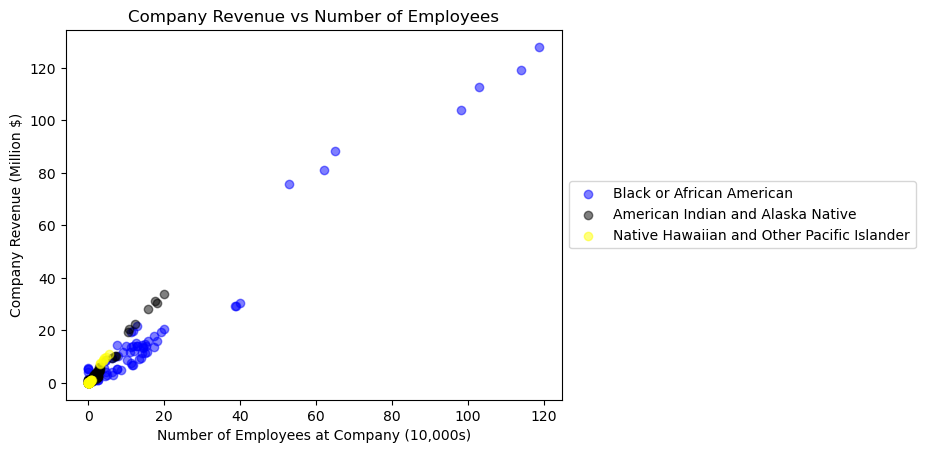 Company Revenue vs Number of Employees
Company Revenue (Million $)
120
100
80
60
40
20
0
0 20 40 60 80 100 120
Number of Employees at Company (10,000s)
Black or African American
American Indian and Alaska Native
Native Hawaiian and Other Pacific Islander